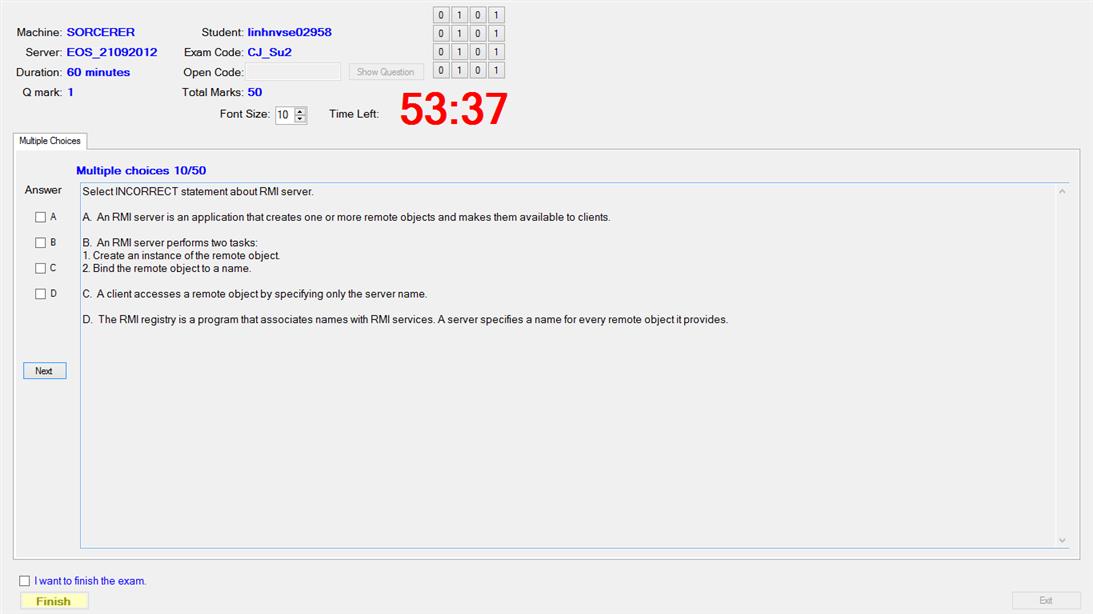 Machine: SORCERER
Student: linhnvse02958
Server: EOS_21092012
Exam Code: CJ_Su2
Duration: 60 minutes
Open Code:
Show Question
Q mark: 1
Total Marks: 50
0 1 0 1
0 1 0 1
0 1 0 1
0 1 0 1
Font Size: 10
Time Left: 53:37
Multiple Choices
Multiple choices 10/50
Answer
A
B
C
D
Next
Select INCORRECT statement about RMI server.
A. An RMI server is an application that creates one or more remote objects and makes them available to clients.
B. An RMI server performs two tasks:
1. Create an instance of the remote object.
2. Bind the remote object to a name.
C. A client accesses a remote object by specifying only the server name.
D. The RMI registry is a program that associates names with RMI services. A server specifies a name for every remote object it provides.
I want to finish the exam.
Finish
Exit